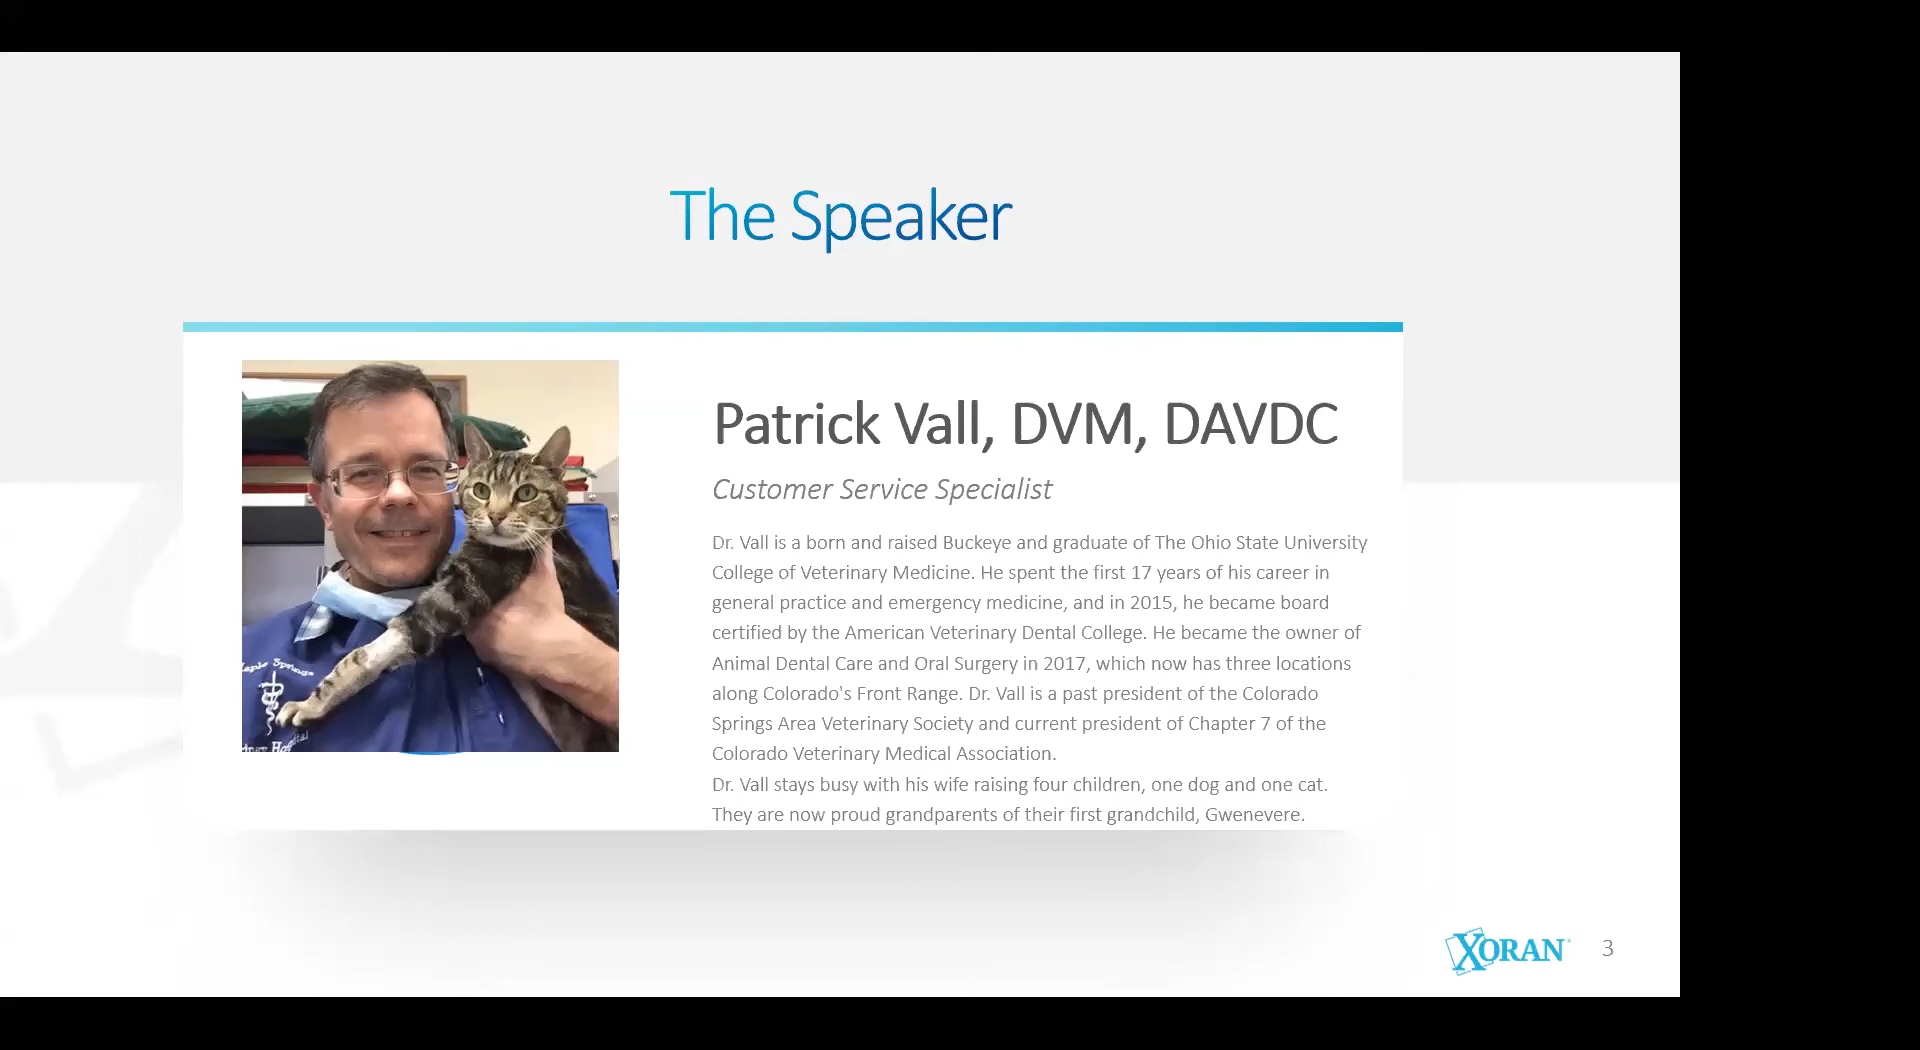 The Speaker
Patrick Vall, DVM, DAVDC
Customer Service Specialist
Dr. Vall is a born and raised Buckeye and graduate of The Ohio State University
College of Veterinary Medicine. He spent the first 17 years of his career in
general practice and emergency medicine, and in 2015, he became board
certified by the American Veterinary Dental College. He became the owner of
Animal Dental Care and Oral Surgery in 2017, which now has three locations
along Colorado's Front Range. Dr. Vall is a past president of the Colorado
Springs Area Veterinary Society and current president of Chapter 7 of the
Colorado Veterinary Medical Association.
Dr. Vall stays busy with his wife raising four children, one dog and one cat.
They are now proud grandparents of their first grandchild, Gwenevere.
XORAN
3